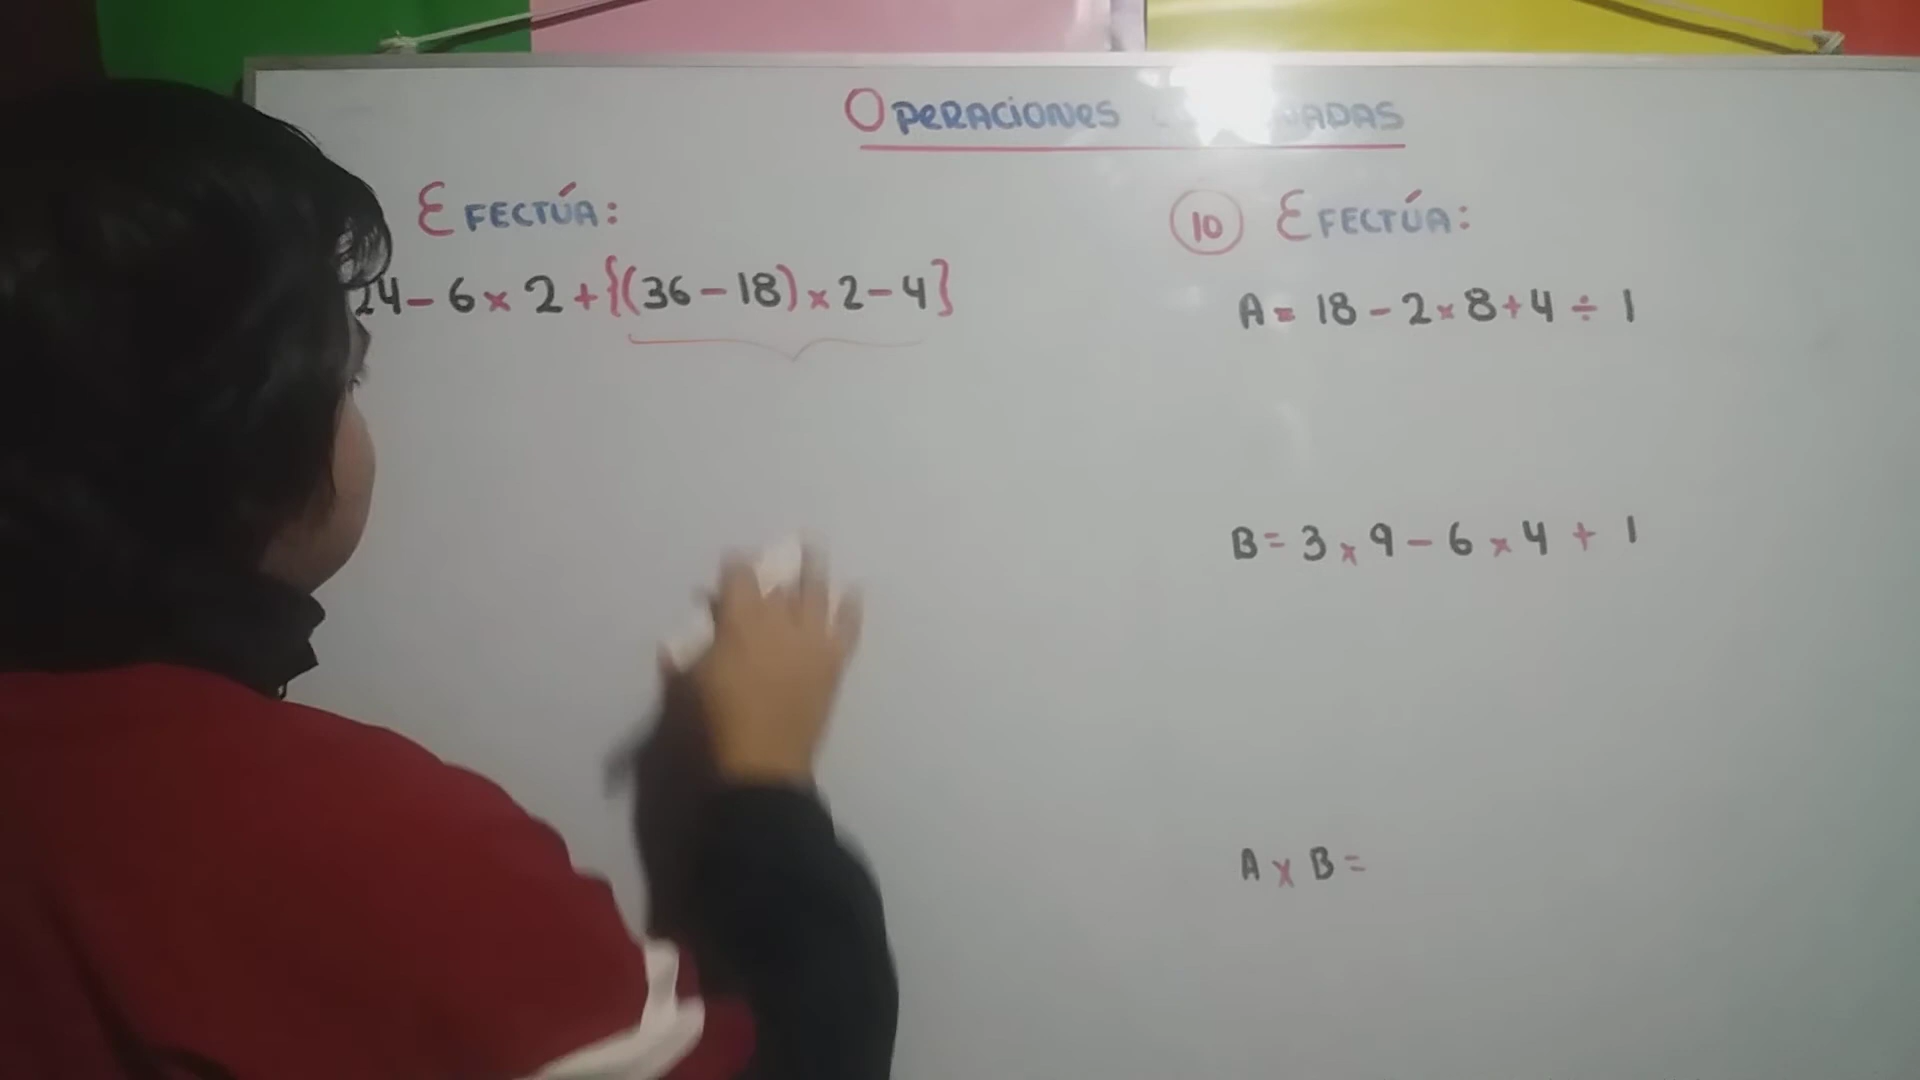 Operaciones
Efectúa:
24 - 6 × 2 + {(36 - 18) × 2 - 4}
10 Efectúa:
A = 18 - 2 × 8 + 4 ÷ 1
B = 3 × 9 - 6 × 4 + 1
A × B =